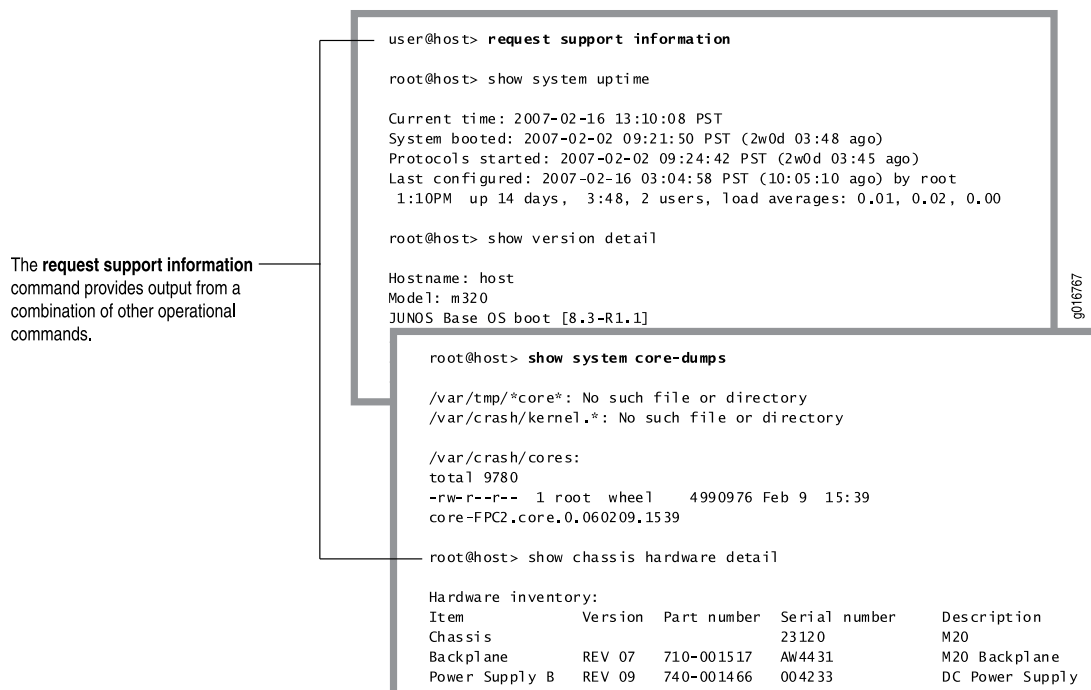 user@host> request support information
root@host> show system uptime
Current time: 2007-02-16 13:10:08 PST
System booted: 2007-02-02 09:21:50 PST (2w0d 03:48 ago)
Protocols started: 2007-02-02 09:24:42 PST (2w0d 03:45 ago)
Last configured: 2007-02-16 03:04:58 PST (10:05:10 ago) by root
1:10PM  up 14 days,  3:48, 2 users, load averages: 0.01, 0.02, 0.00
root@host> show version detail
Hostname: host
Model: m320
JUNOS Base OS boot [8.3-R1.1]
The request support information
command provides output from a
combination of other operational
commands.
g016767
root@host> show system core-dumps
/var/tmp/*core*: No such file or directory
/var/crash/kernel.*: No such file or directory
/var/crash/cores:
total 9780
-rw-r--r--  1 root  wheel    4990976 Feb 9  15:39
core-FPC2.core.0.060209.1539
root@host> show chassis hardware detail
Hardware inventory:
Item             Version  Part number  Serial number     Description
Chassis                                23120             M20
Backplane        REV 07   710-001517   AW4431            M20 Backplane
Power Supply B   REV 09   740-001466   004233            DC Power Supply